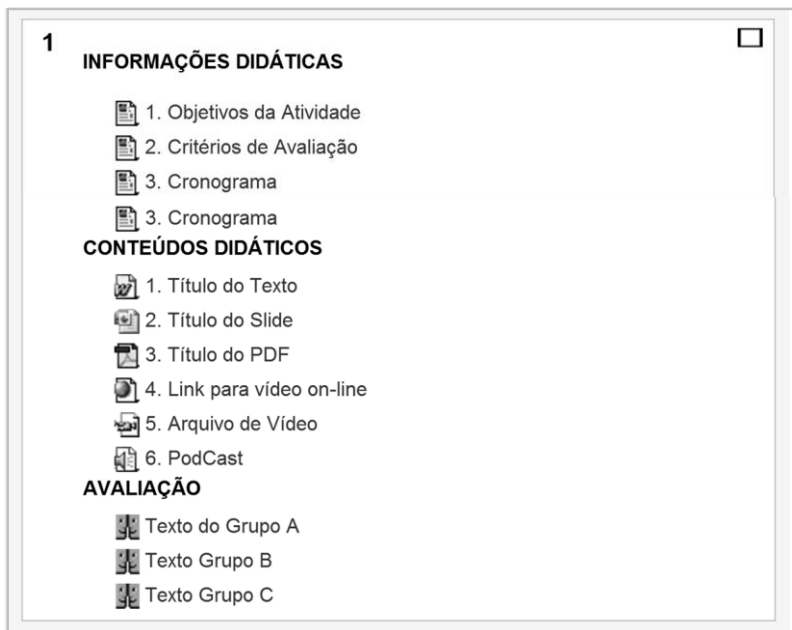 1
INFORMAÇÕES DIDÁTICAS
1. Objetivos da Atividade
2. Critérios de Avaliação
3. Cronograma
3. Cronograma
CONTEÚDOS DIDÁTICOS
1. Título do Texto
2. Título do Slide
3. Título do PDF
4. Link para vídeo on-line
5. Arquivo de Vídeo
6. PodCast
AVALIAÇÃO
Texto do Grupo A
Texto Grupo B
Texto Grupo C